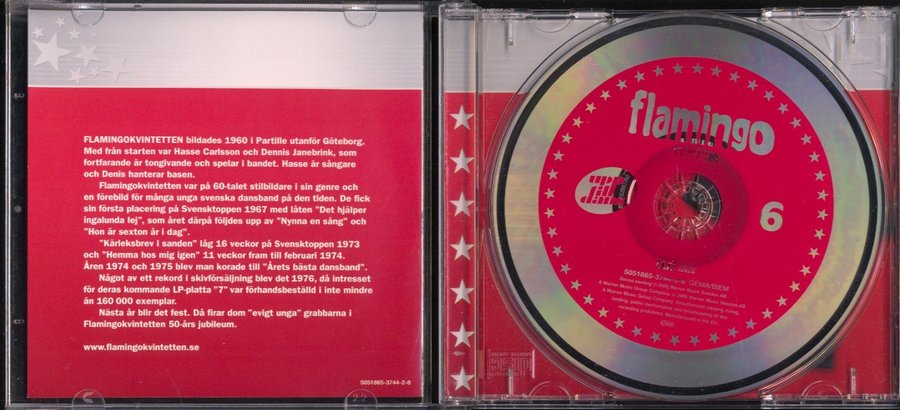 FLAMINGOKVINTETTEN bildades 1960 i Partille utanför Göteborg.
Med från starten var Hasse Carlsson och Dennis Janebrink, som
fortfarande är tongivande och spelar i bandet. Hasse är sångare
och Denis hanterar basen.
Flamingokvintetten var på 60-talet stilbildare i sin genre och
en förebild för många unga svenska dansband på den tiden. De fick
sin första placering på Svensktoppen 1967 med låten "Det hjälper
ingalunda lej", som året därpå följdes upp av "Nynna en sång" och
"Hon är sexton år i dag".
"Kärleksbrev i sanden" låg 16 veckor på Svensktoppen 1973
och "Hemma hos mig igen" 11 veckor fram till februari 1974.
Åren 1974 och 1975 blev man korade till "Årets bästa dansband".
Något av ett rekord i skivförsäljning blev det 1976, då intresset
för deras kommande LP-platta "7" var förhandsbeställd i inte mindre
än 160 000 exemplar.
Nästa år blir det fest. Då firar dom "evigt unga" grabbarna i
Flamingokvintetten 50-års jubileum.
www.flamingokvintetten.se
5051865-3744-2-8
flamingo
kvintetten
6
GEMA/BIEM
A Warner Music Group Company.